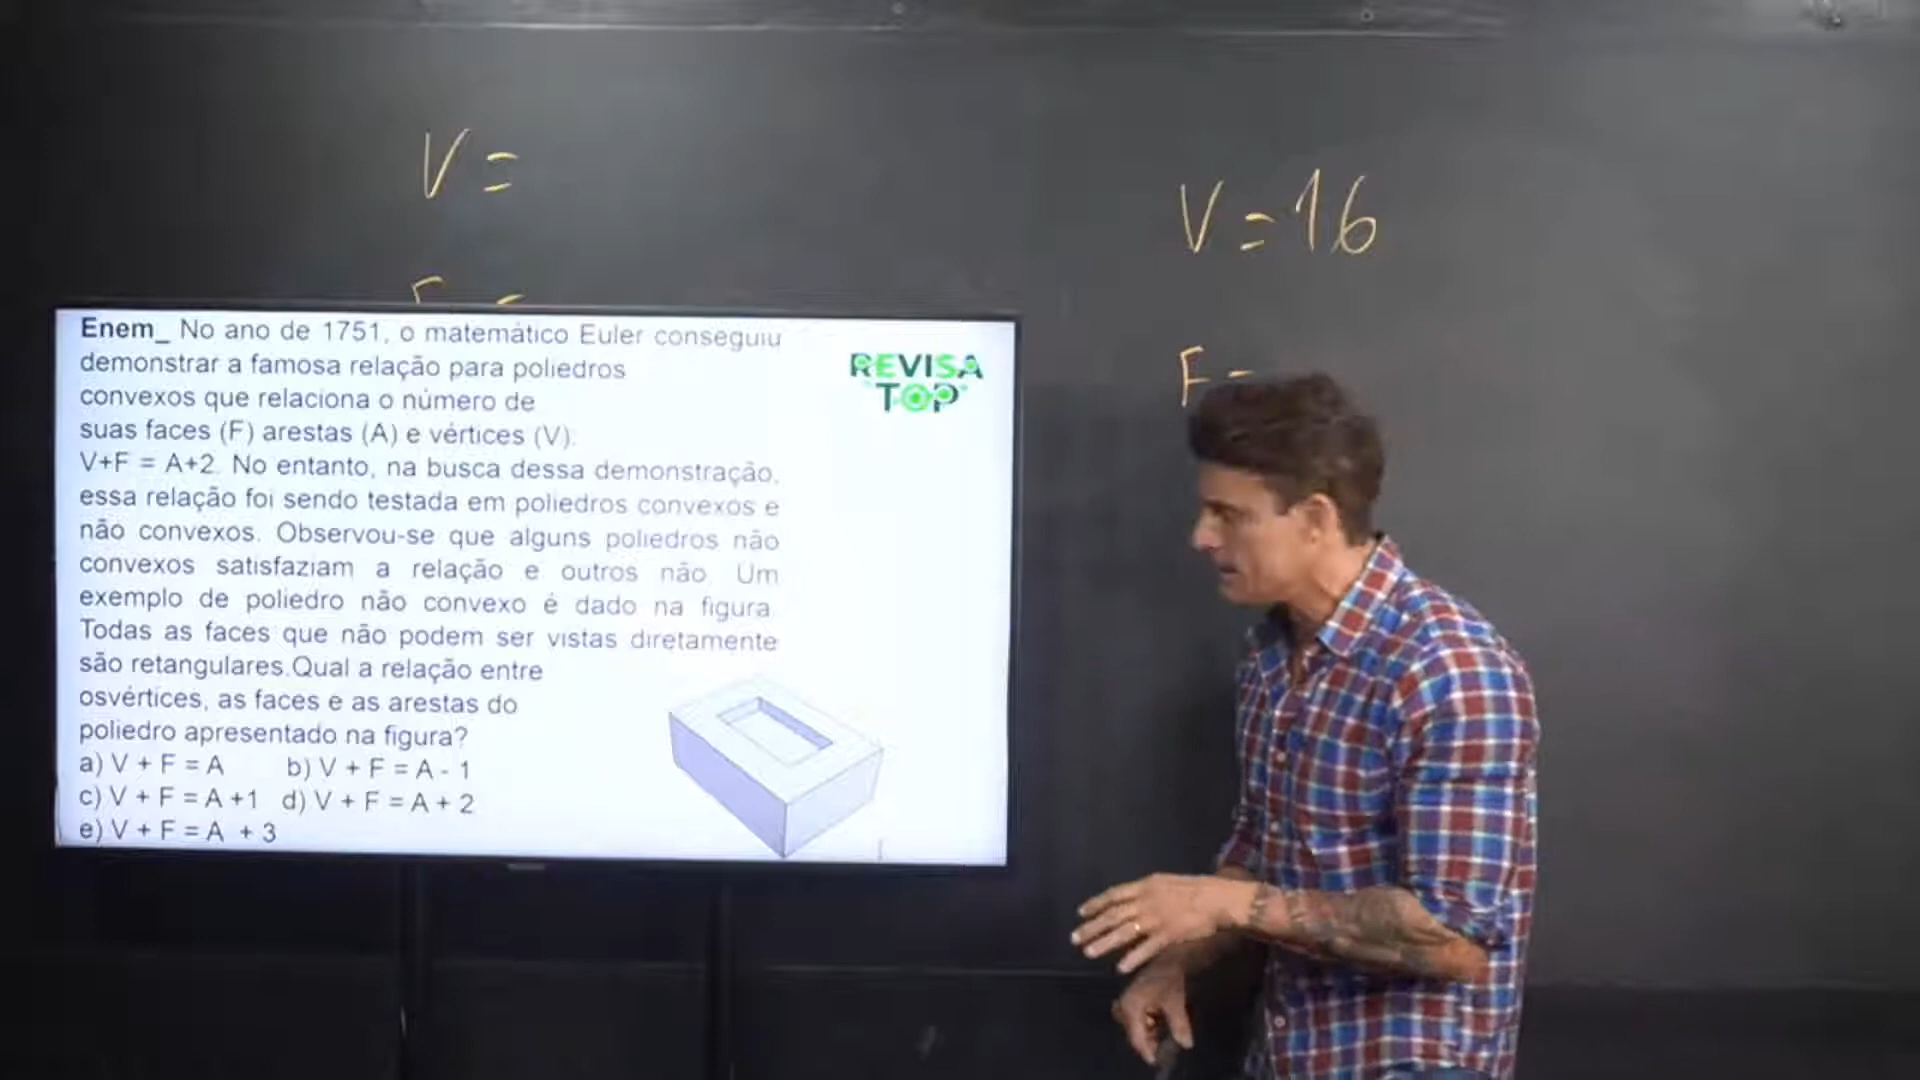 V =
V = 16
F =
Enem_ No ano de 1751, o matemático Euler conseguiu
demonstrar a famosa relação para poliedros
convexos que relaciona o número de
suas faces (F) arestas (A) e vértices (V).
V+F = A+2. No entanto, na busca dessa demonstração,
essa relação foi sendo testada em poliedros convexos e
não convexos. Observou-se que alguns poliedros não
convexos satisfaziam a relação e outros não. Um
exemplo de poliedro não convexo é dado na figura.
Todas as faces que não podem ser vistas diretamente
são retangulares.Qual a relação entre
osvértices, as faces e as arestas do
poliedro apresentado na figura?
a) V + F = A b) V + F = A - 1
c) V + F = A +1 d) V + F = A + 2
e) V + F = A + 3
REVISA
TOP